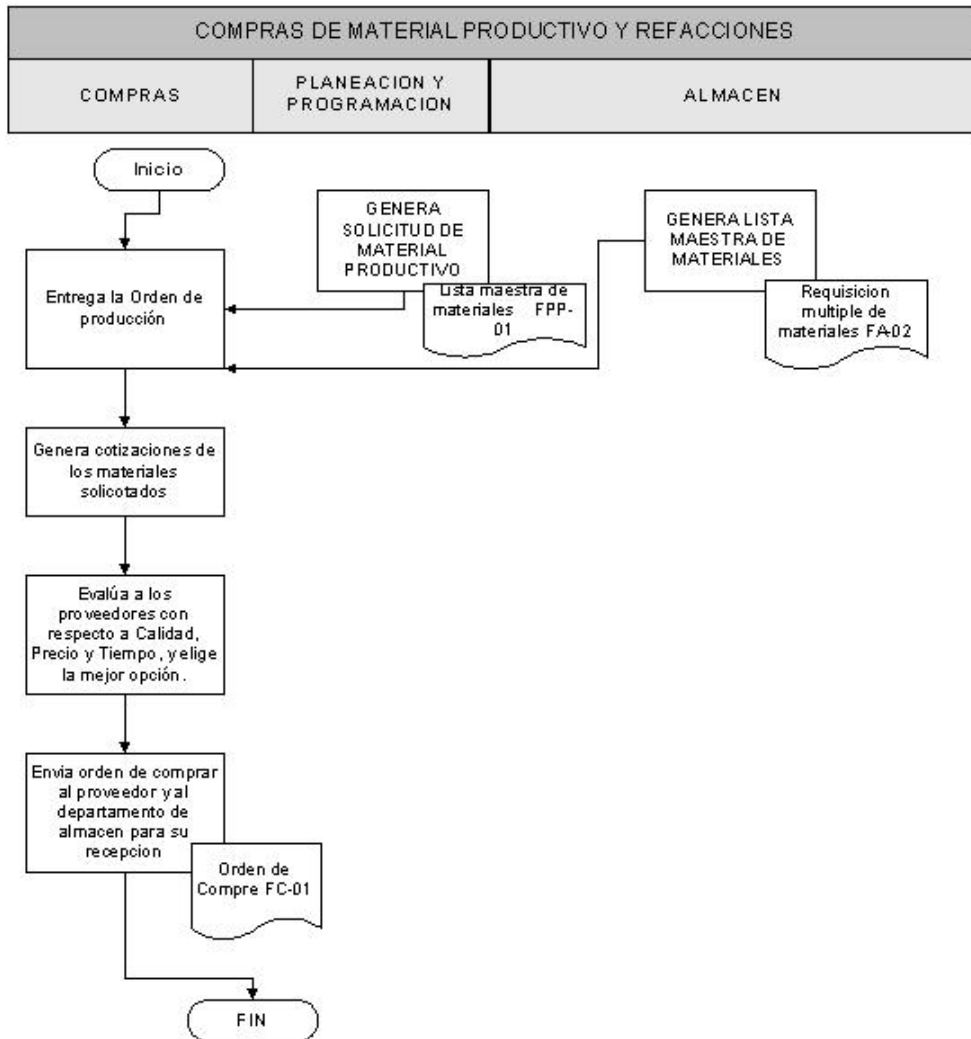 COMPRAS DE MATERIAL PRODUCTIVO Y REFACCIONES
COMPRAS
PLANEACION Y
PROGRAMACION
ALMACEN
Inicio
GENERA
SOLICITUD DE
MATERIAL
PRODUCTIVO
GENERA LISTA
MAESTRA DE
MATERIALES
Lista maestra de
materiales FPP-
01
Requisicion
multiple de
materiales FA-02
Entrega la Orden de
producción
Genera cotizaciones de
los materiales
solicotados
Evalúa a los
proveedores con
respecto a Calidad,
Precio y Tiempo, y elige
la mejor opción.
Envia orden de comprar
al proveedor y al
departamento de
almacen para su
recepcion
Orden de
Compre FC-01
FIN